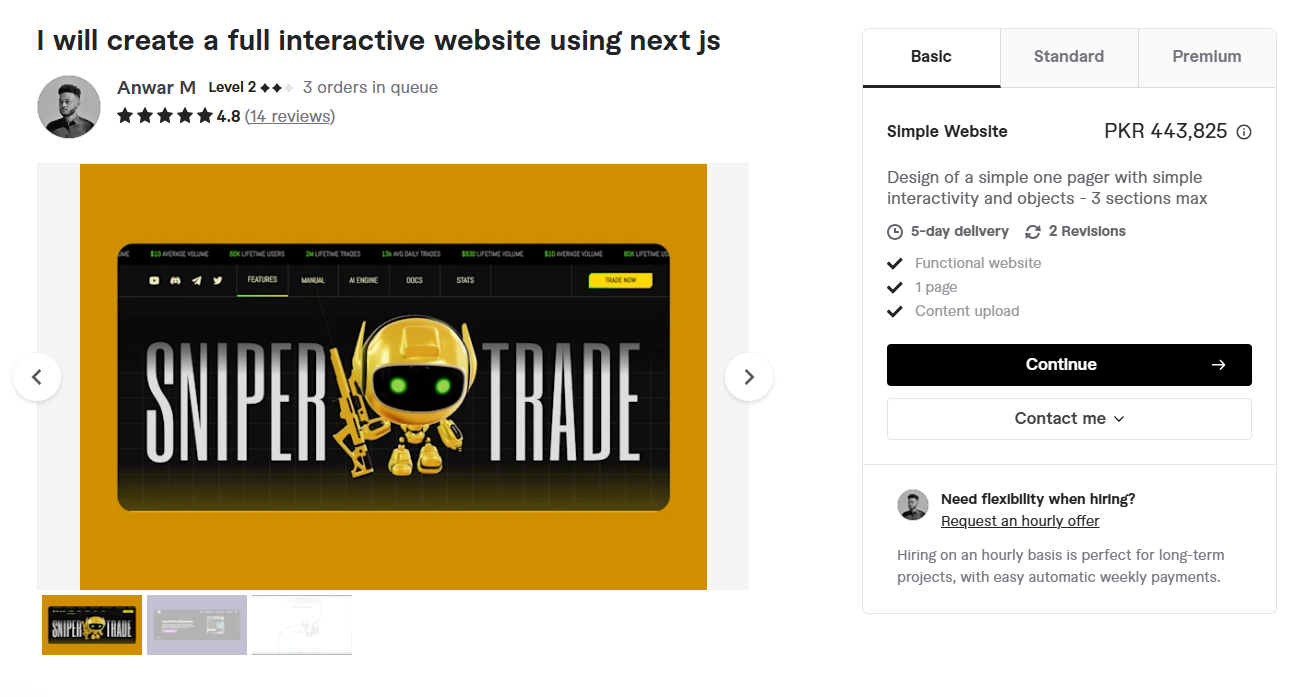 I will create a full interactive website using next js
Anwar M Level 2 3 orders in queue
4.8 (14 reviews)
UME $10 AVERAGE VOLUME 60K LIFETIME USERS 2M LIFETIME TRADES 13k AVG DAILY TRADES $930 LIFETIME VOLUME $10 AVERAGE VOLUME 60K LIFETIME US
FEATURES MANUAL AI ENGINE DOCS STATS TRADE NOW
SNIPER TRADE
SNIPER TRADE
Basic Standard Premium
Simple Website PKR 443,825
Design of a simple one pager with simple
interactivity and objects - 3 sections max
5-day delivery 2 Revisions
Functional website
1 page
Content upload
Continue
Contact me
Need flexibility when hiring?
Request an hourly offer
Hiring on an hourly basis is perfect for long-term
projects, with easy automatic weekly payments.